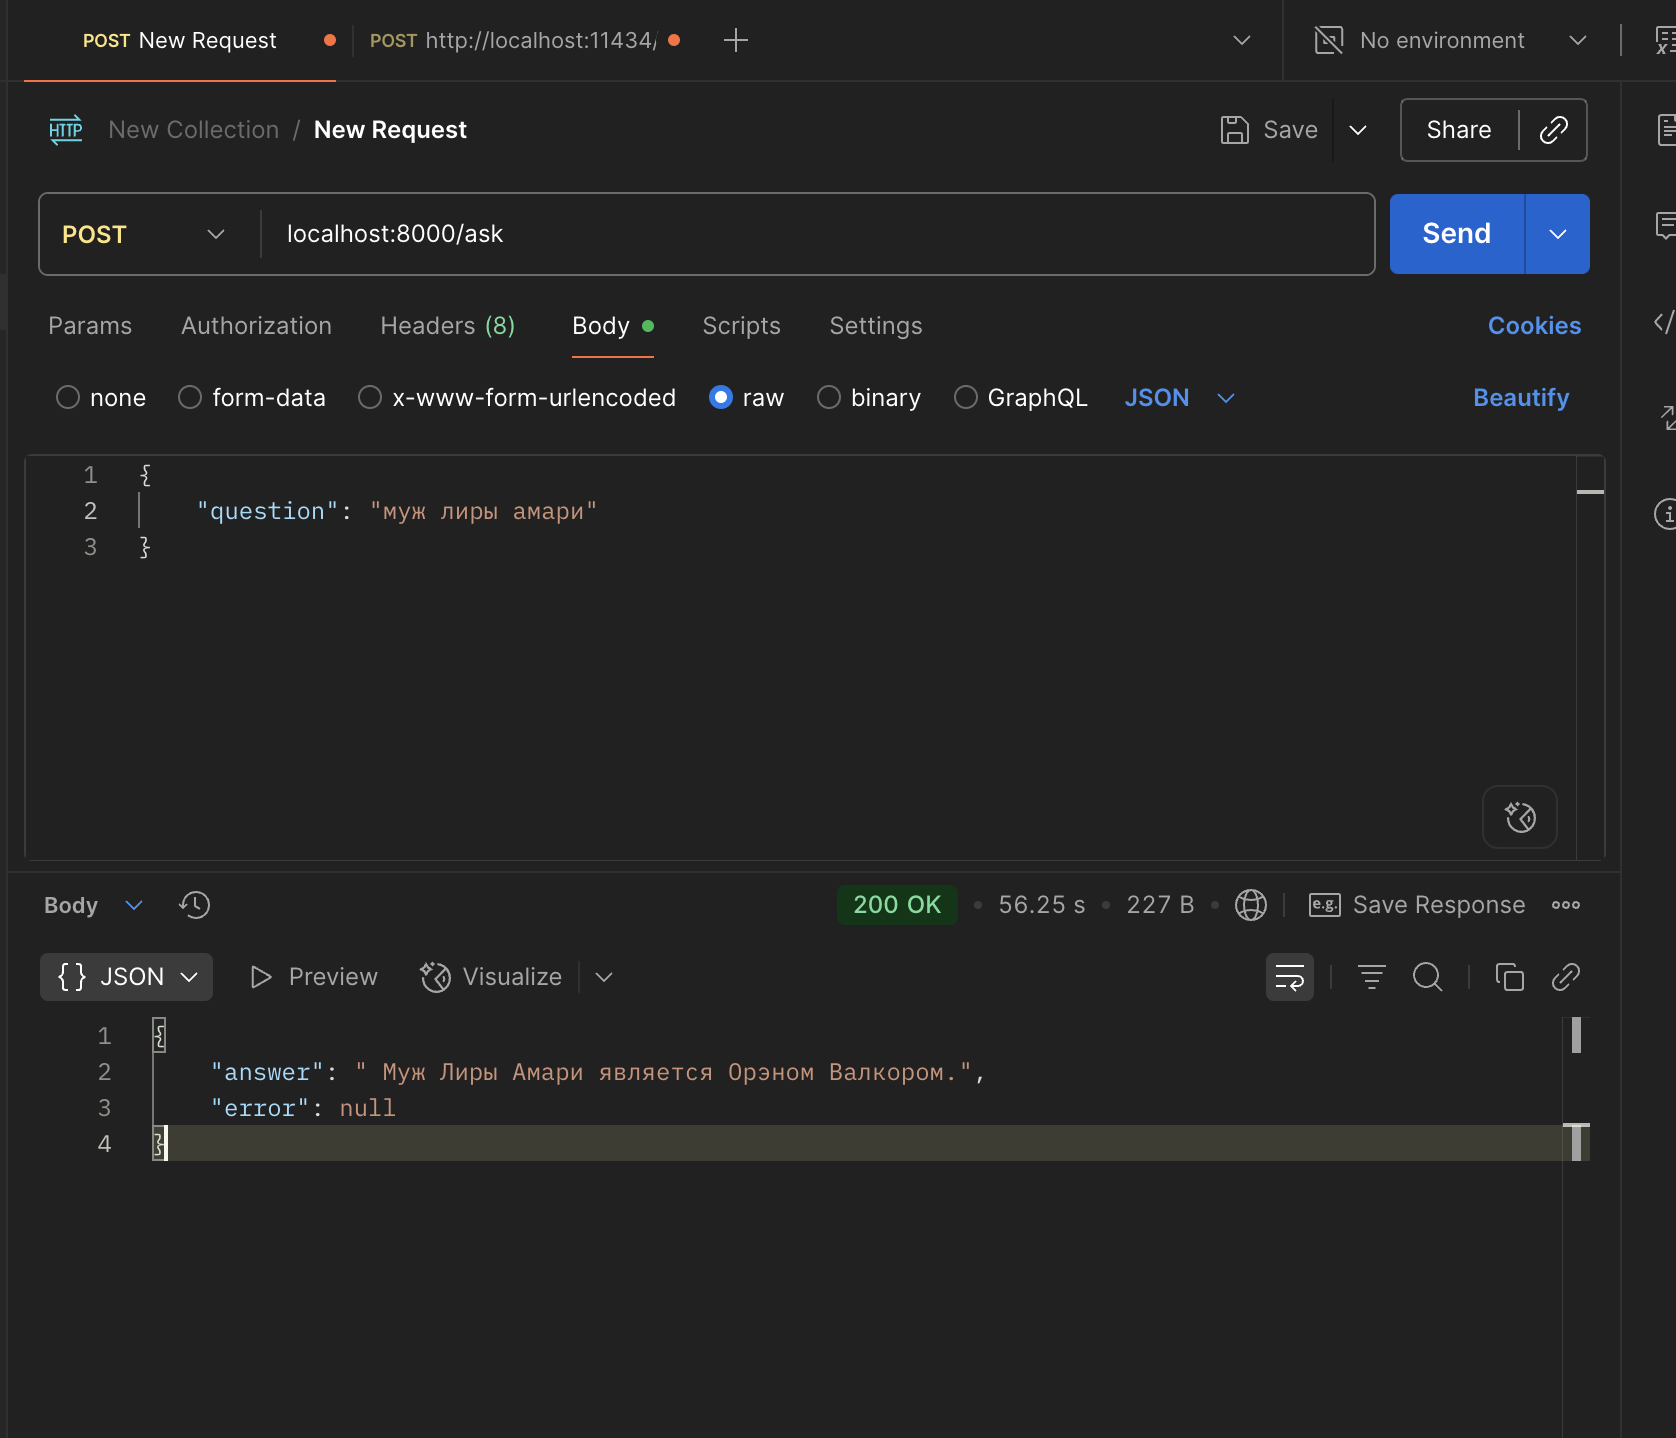 POST New Request POST http://localhost:11434/ No environment
HTTP New Collection / New Request Save Share
POST localhost:8000/ask Send
Params Authorization Headers (8) Body Scripts Settings Cookies
none form-data x-www-form-urlencoded raw binary GraphQL JSON Beautify
1 {
2 "question": "муж лиры амари"
3 }
Body 200 OK • 56.25 s • 227 B • e.g. Save Response
{} JSON Preview Visualize
1 {
2 "answer": " Муж Лиры Амари является Орэном Валкором.",
3 "error": null
4 }